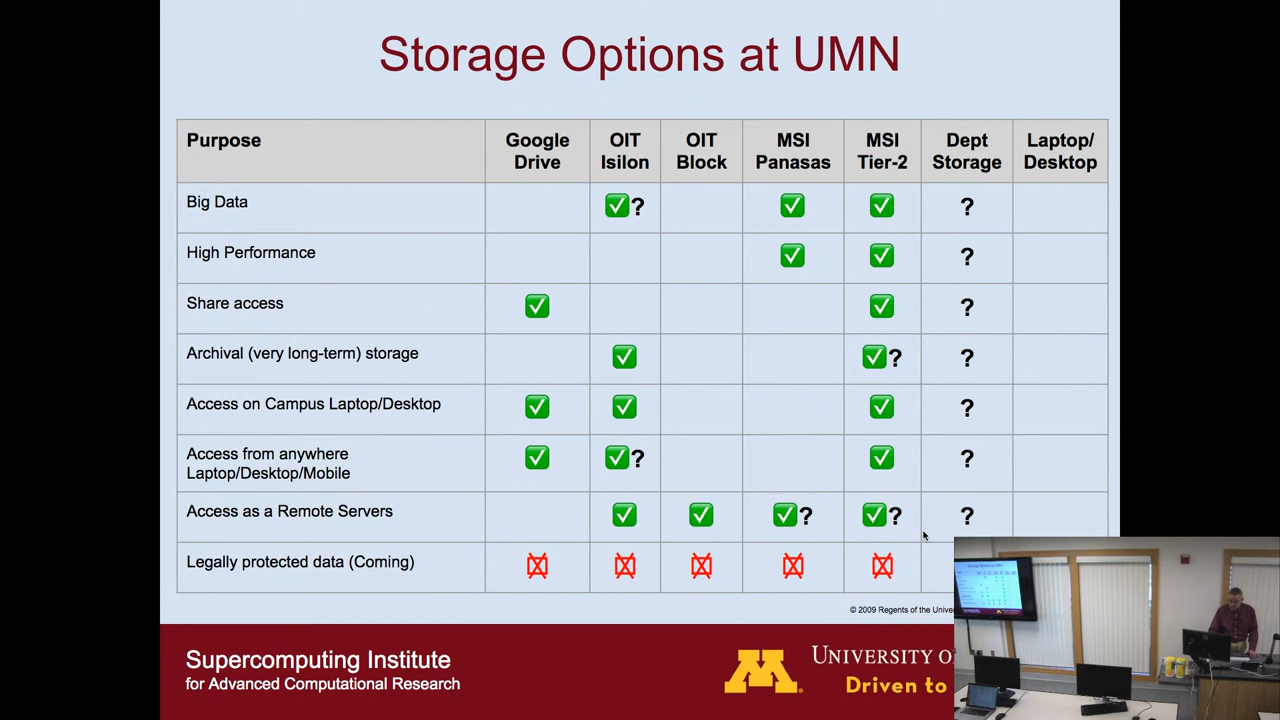 Storage Options at UMN
Purpose Google Drive OIT Isilon OIT Block MSI Panasas MSI Tier-2 Dept Storage Laptop/ Desktop
Big Data ✅? ✅ ✅ ?
High Performance ✅ ✅ ?
Share access ✅ ✅ ?
Archival (very long-term) storage ✅ ✅? ?
Access on Campus Laptop/Desktop ✅ ✅ ✅ ?
Access from anywhere
Laptop/Desktop/Mobile ✅ ✅? ✅ ?
Access as a Remote Servers ✅ ✅ ✅? ✅? ?
Legally protected data (Coming)
© 2009 Regents of the
Supercomputing Institute
for Advanced Computational Research
M
UNIVERSITY
Driven to